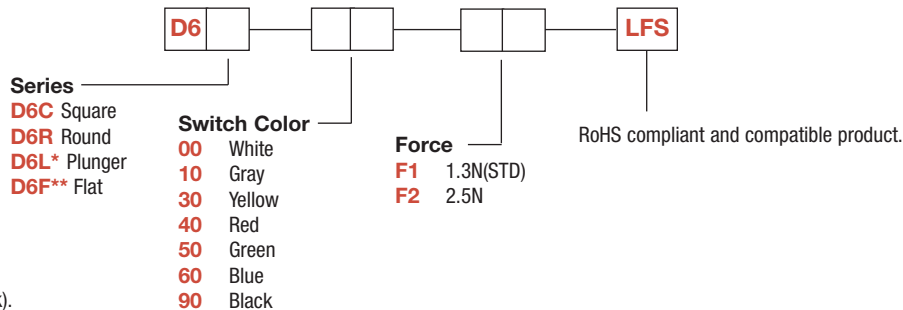 D6
LFS
Series
D6C Square
D6R Round
D6L* Plunger
D6F** Flat
Switch Color
00 White
10 Gray
30 Yellow
40 Red
50 Green
60 Blue
90 Black
Force
F1 1.3N(STD)
F2 2.5N
RoHS compliant and compatible product.
).